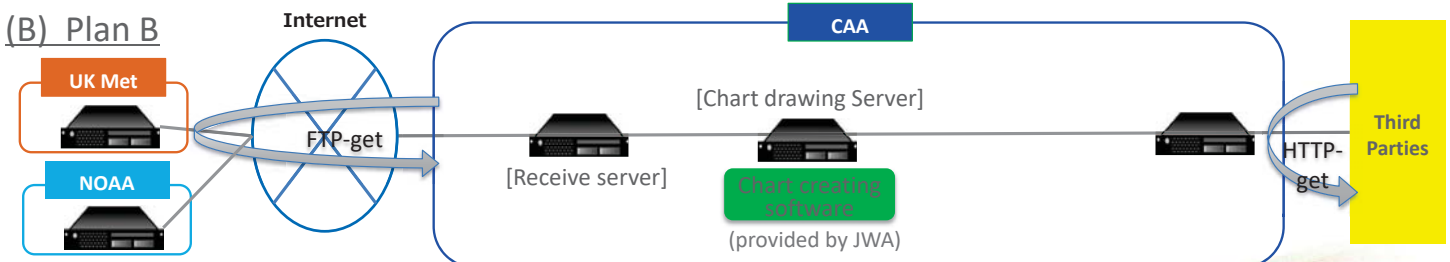 (B) Plan B
Internet
CAA
UK Met
[Chart drawing Server]
FTP-get
Third
Parties
HTTP-
get
[Receive server]
NOAA
Chart creating
software
(provided by JWA)